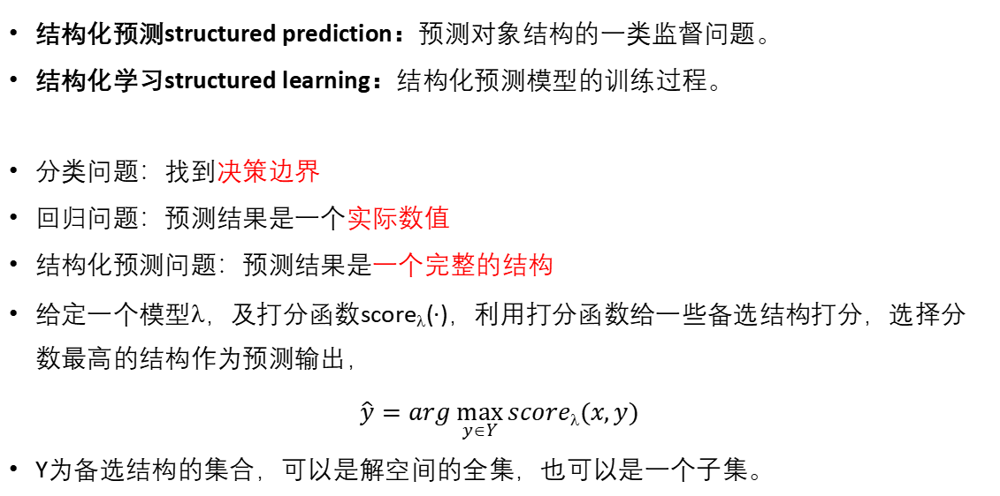 • 结构化预测structured prediction：预测对象结构的一类监督问题。
• 结构化学习structured learning：结构化预测模型的训练过程。
• 分类问题：找到决策边界
• 回归问题：预测结果是一个实际数值
• 结构化预测问题：预测结果是一个完整的结构
• 给定一个模型λ，及打分函数scoreλ(·)，利用打分函数给一些备选结构打分，选择分
数最高的结构作为预测输出，
ŷ = arg max score_λ(x, y)
y∈Y
• Y为备选结构的集合，可以是解空间的全集，也可以是一个子集。